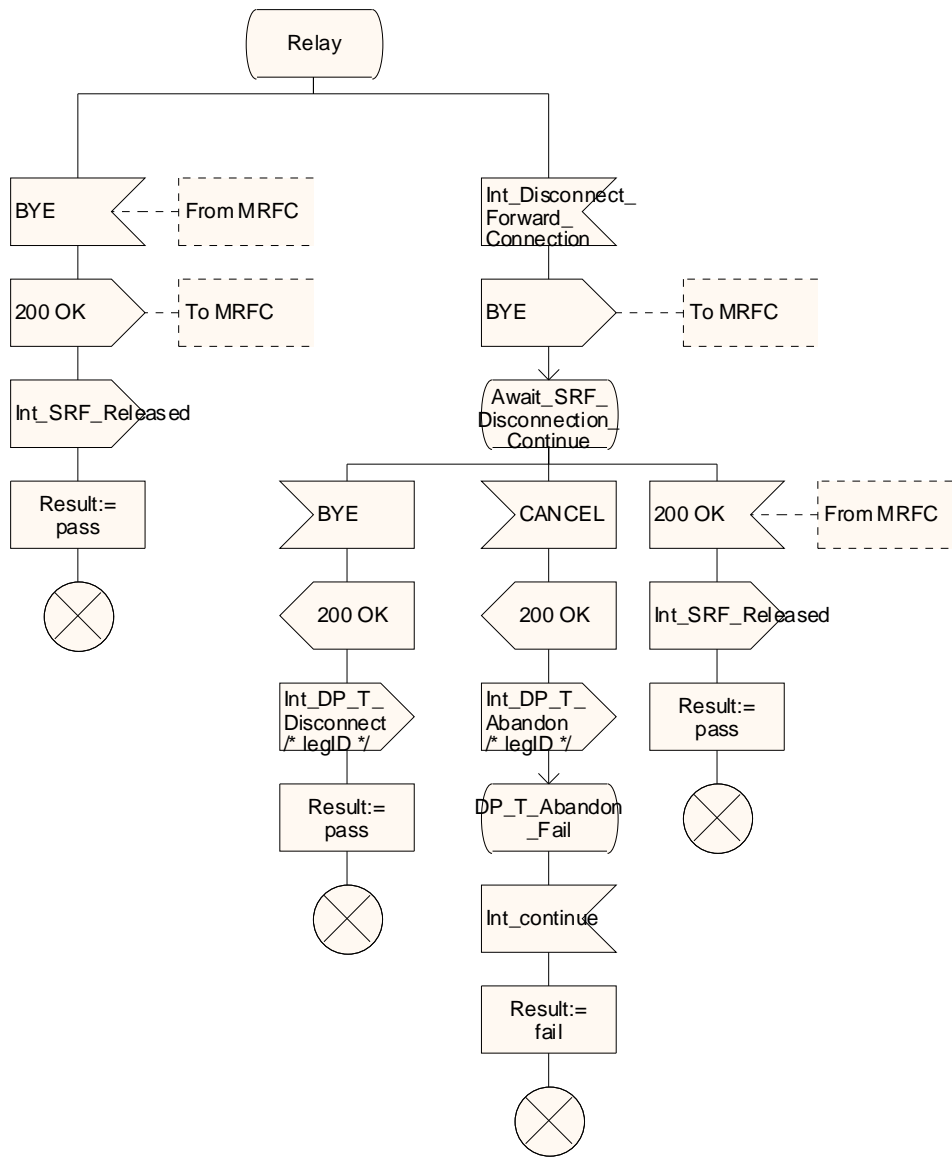 Relay
BYE
From MRFC
200 OK
To MRFC
Int_SRF_Released
Result:=
pass
Int_Disconnect_
Forward_
Connection
BYE
To MRFC
Await_SRF_
Disconnection_
Continue
BYE
200 OK
Int_DP_T_
Disconnect
/* legID */
Result:=
pass
CANCEL
200 OK
Int_DP_T_
Abandon
/* legID */
DP_T_Abandon
_Fail
Int_continue
Result:=
fail
200 OK
From MRFC
Int_SRF_Released
Result:=
pass